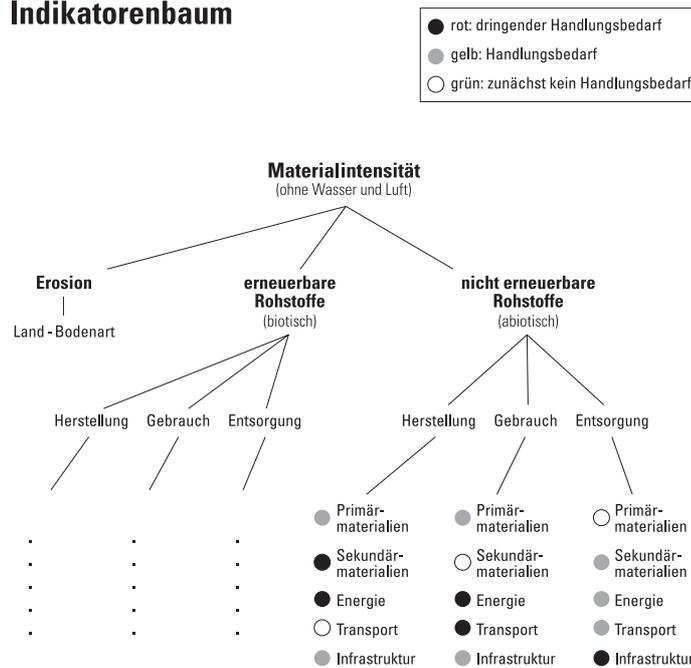 Indikatorenbaum
rot: dringender Handlungsbedarf
gelb: Handlungsbedarf
grün: zunächst kein Handlungsbedarf
Materialintensität
(ohne Wasser und Luft)
Erosion
Land - Bodenart
erneuerbare
Rohstoffe
(biotisch)
nicht erneuerbare
Rohstoffe
(abiotisch)
Herstellung
Gebrauch
Entsorgung
Herstellung
Gebrauch
Entsorgung
Primär-
materialien
Sekundär-
materialien
Energie
Transport
Infrastruktur
Primär-
materialien
Sekundär-
materialien
Energie
Transport
Infrastruktur
Primär-
materialien
Sekundär-
materialien
Energie
Transport
Infrastruktur